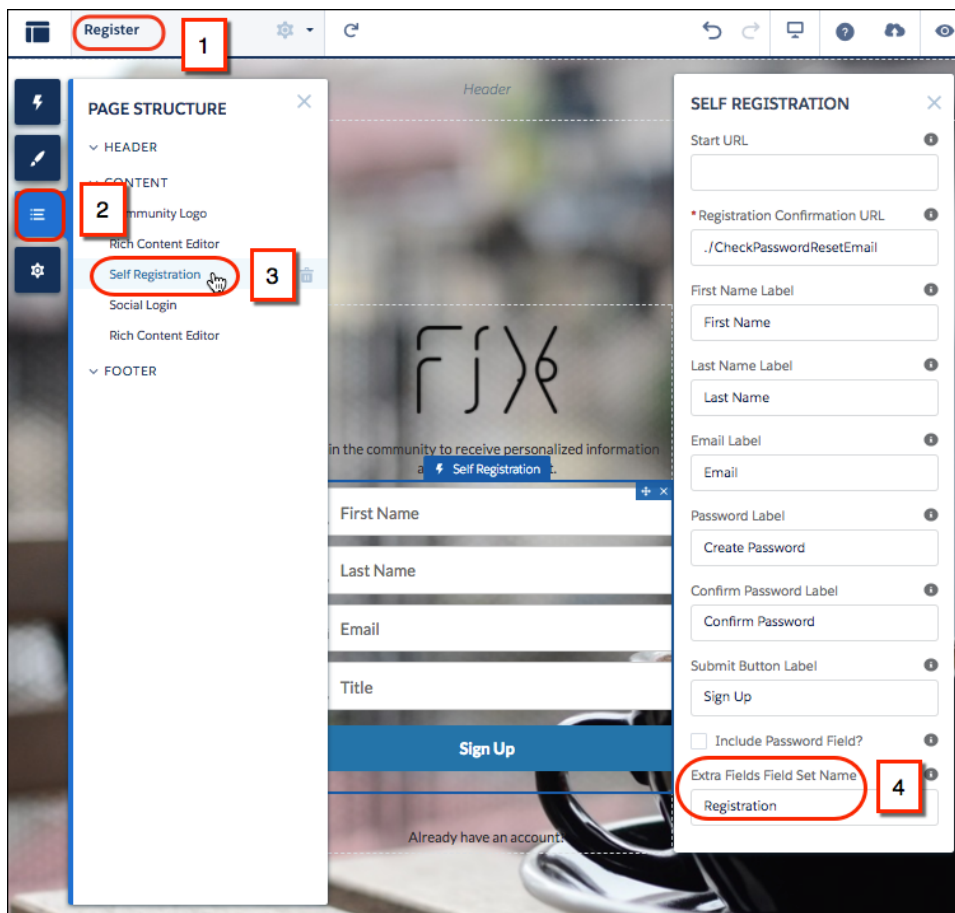 Register
1
?
Header
PAGE STRUCTURE
HEADER
CONTENT
2
mmunity Logo
Rich Content Editor
Self Registration
3
Social Login
Rich Content Editor
FOOTER
in the community to receive personalized information
a
Self Registration
t.
First Name
Last Name
Email
Title
Sign Up
Already have an account?
SELF REGISTRATION
Start URL
*Registration Confirmation URL
./CheckPasswordResetEmail
First Name Label
First Name
Last Name Label
Last Name
Email Label
Email
Password Label
Create Password
Confirm Password Label
Confirm Password
Submit Button Label
Sign Up
Include Password Field?
Extra Fields Field Set Name
4
Registration